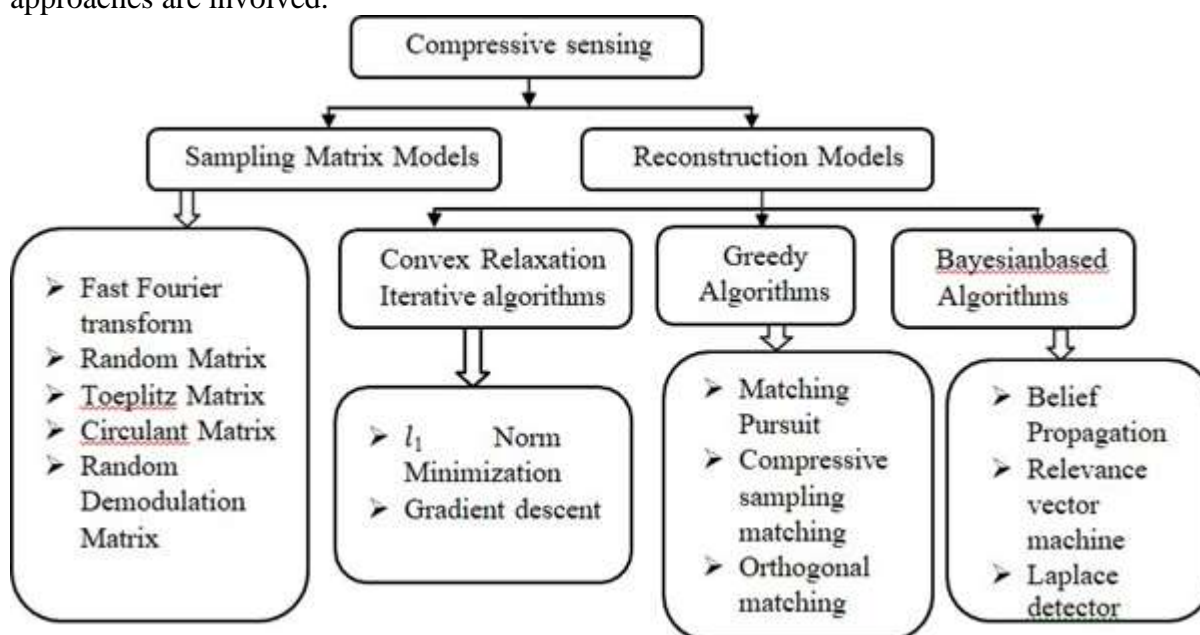 approaches are involved.
Compressive sensing
Sampling Matrix Models
Reconstruction Models
➤ Fast Fourier
transform
➤ Random Matrix
➤ Toeplitz Matrix
➤ Circulant Matrix
➤ Random
Demodulation
Matrix
Convex Relaxation
Iterative algorithms
➤ l₁ Norm
Minimization
➤ Gradient descent
Greedy
Algorithms
➤ Matching
Pursuit
➤ Compressive
sampling
matching
➤ Orthogonal
matching
Bayesianbased
Algorithms
➤ Belief
Propagation
➤ Relevance
vector
machine
➤ Laplace
detector